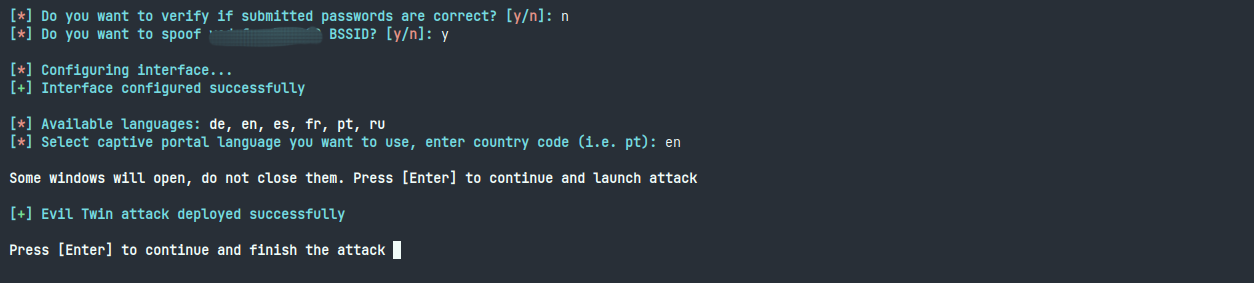 [*] Do you want to verify if submitted passwords are correct? [y/n]: n
[*] Do you want to spoof BSSID? [y/n]: y
[*] Configuring interface...
[+] Interface configured successfully
[*] Available languages: de, en, es, fr, pt, ru
[*] Select captive portal language you want to use, enter country code (i.e. pt): en
Some windows will open, do not close them. Press [Enter] to continue and launch attack
[+] Evil Twin attack deployed successfully
Press [Enter] to continue and finish the attack